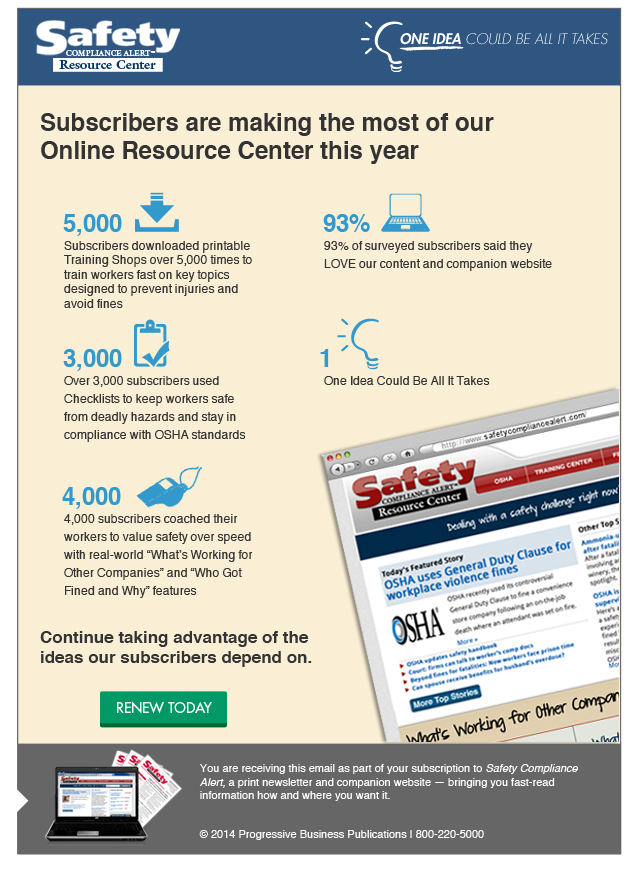 Safety
COMPLIANCE ALERT
Resource Center
ONE IDEA COULD BE ALL IT TAKES
Subscribers are making the most of our
Online Resource Center this year
5,000
Subscribers downloaded printable
Training Shops over 5,000 times to
train workers fast on key topics
designed to prevent injuries and
avoid fines
93%
93% of surveyed subscribers said they
LOVE our content and companion website
3,000
Over 3,000 subscribers used
Checklists to keep workers safe
from deadly hazards and stay in
compliance with OSHA standards
1
One Idea Could Be All It Takes
4,000
4,000 subscribers coached their
workers to value safety over speed
with real-world “What’s Working for
Other Companies” and “Who Got
Fined and Why” features
http://www.safetycompliancealert.com/
Safety
COMPLIANCE ALERT
Resource Center
OSHA
TRAINING CENTER
Dealing with a safety challenge right now
Today's Featured Story
OSHA uses General Duty Clause for
workplace violence fines
OSHA
OSHA recently used its controversial
General Duty Clause to fine a convenience
store company following an on-the-job
death where an attendant was set on fire.
More »
OSHA updates safety handbook
Court: firms can talk to worker's comp docs
Beyond fines for fatalities: Now workers face prison time
Can spouse receive benefits for husband's overdose?
More Top Stories
Other Top S
Ammonia-u
after fatali
What's Working for Other Compan
Continue taking advantage of the
ideas our subscribers depend on.
RENEW TODAY
Safety
You are receiving this email as part of your subscription to Safety Compliance
Alert, a print newsletter and companion website — bringing you fast-read
information how and where you want it.
© 2014 Progressive Business Publications | 800-220-5000